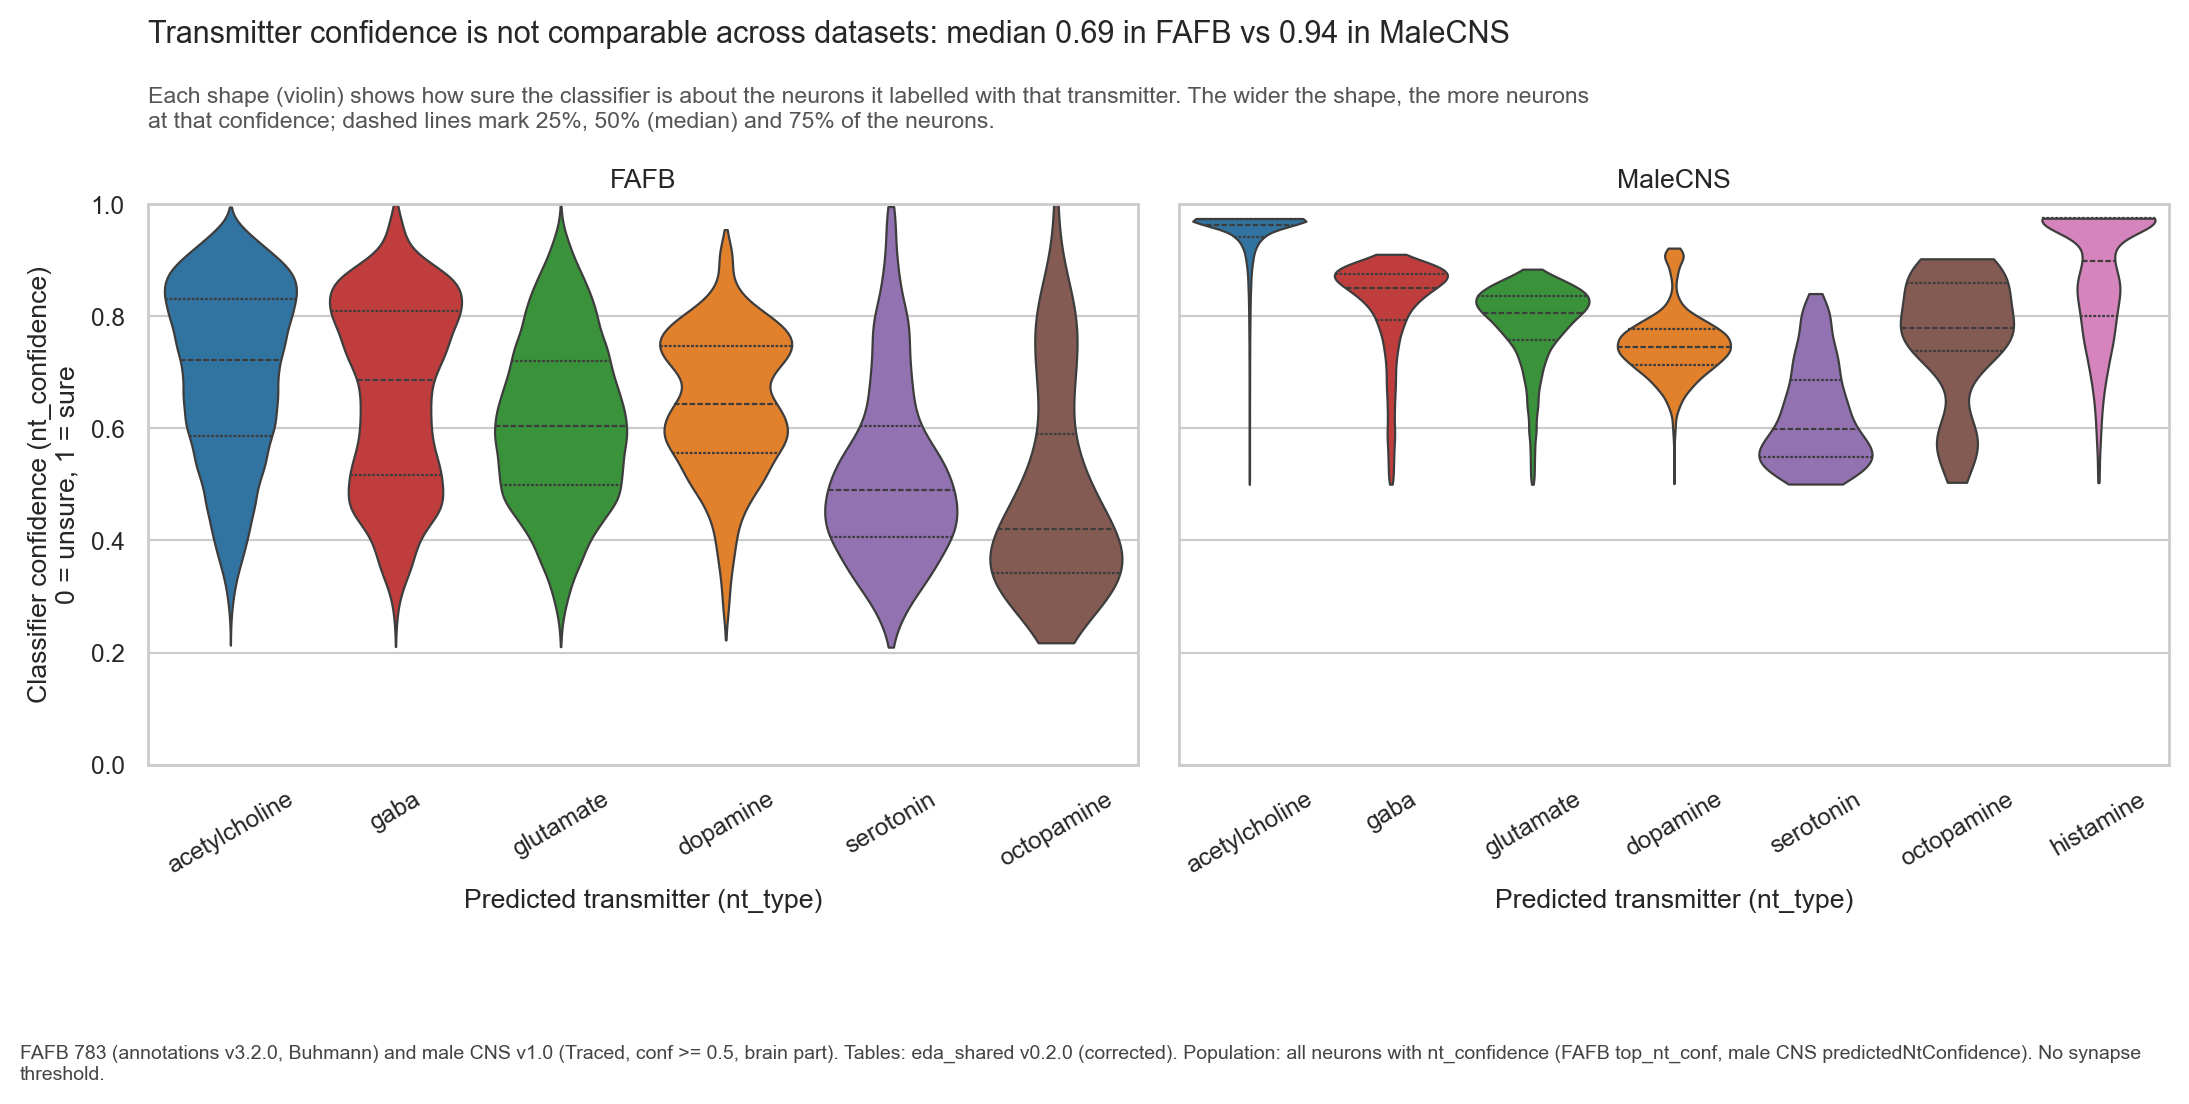 Transmitter confidence is not comparable across datasets: median 0.69 in FAFB vs 0.94 in MaleCNS
Each shape (violin) shows how sure the classifier is about the neurons it labelled with that transmitter. The wider the shape, the more neurons
at that confidence; dashed lines mark 25%, 50% (median) and 75% of the neurons.
FAFB
MaleCNS
Classifier confidence (nt_confidence)
0 = unsure, 1 = sure
1.0
0.8
0.6
0.4
0.2
0.0
acetylcholine
gaba
glutamate
dopamine
serotonin
octopamine
acetylcholine
gaba
glutamate
dopamine
serotonin
octopamine
histamine
Predicted transmitter (nt_type)
Predicted transmitter (nt_type)
FAFB 783 (annotations v3.2.0, Buhmann) and male CNS v1.0 (Traced, conf >= 0.5, brain part). Tables: eda_shared v0.2.0 (corrected). Population: all neurons with nt_confidence (FAFB top_nt_conf, male CNS predictedNtConfidence). No synapse
threshold.